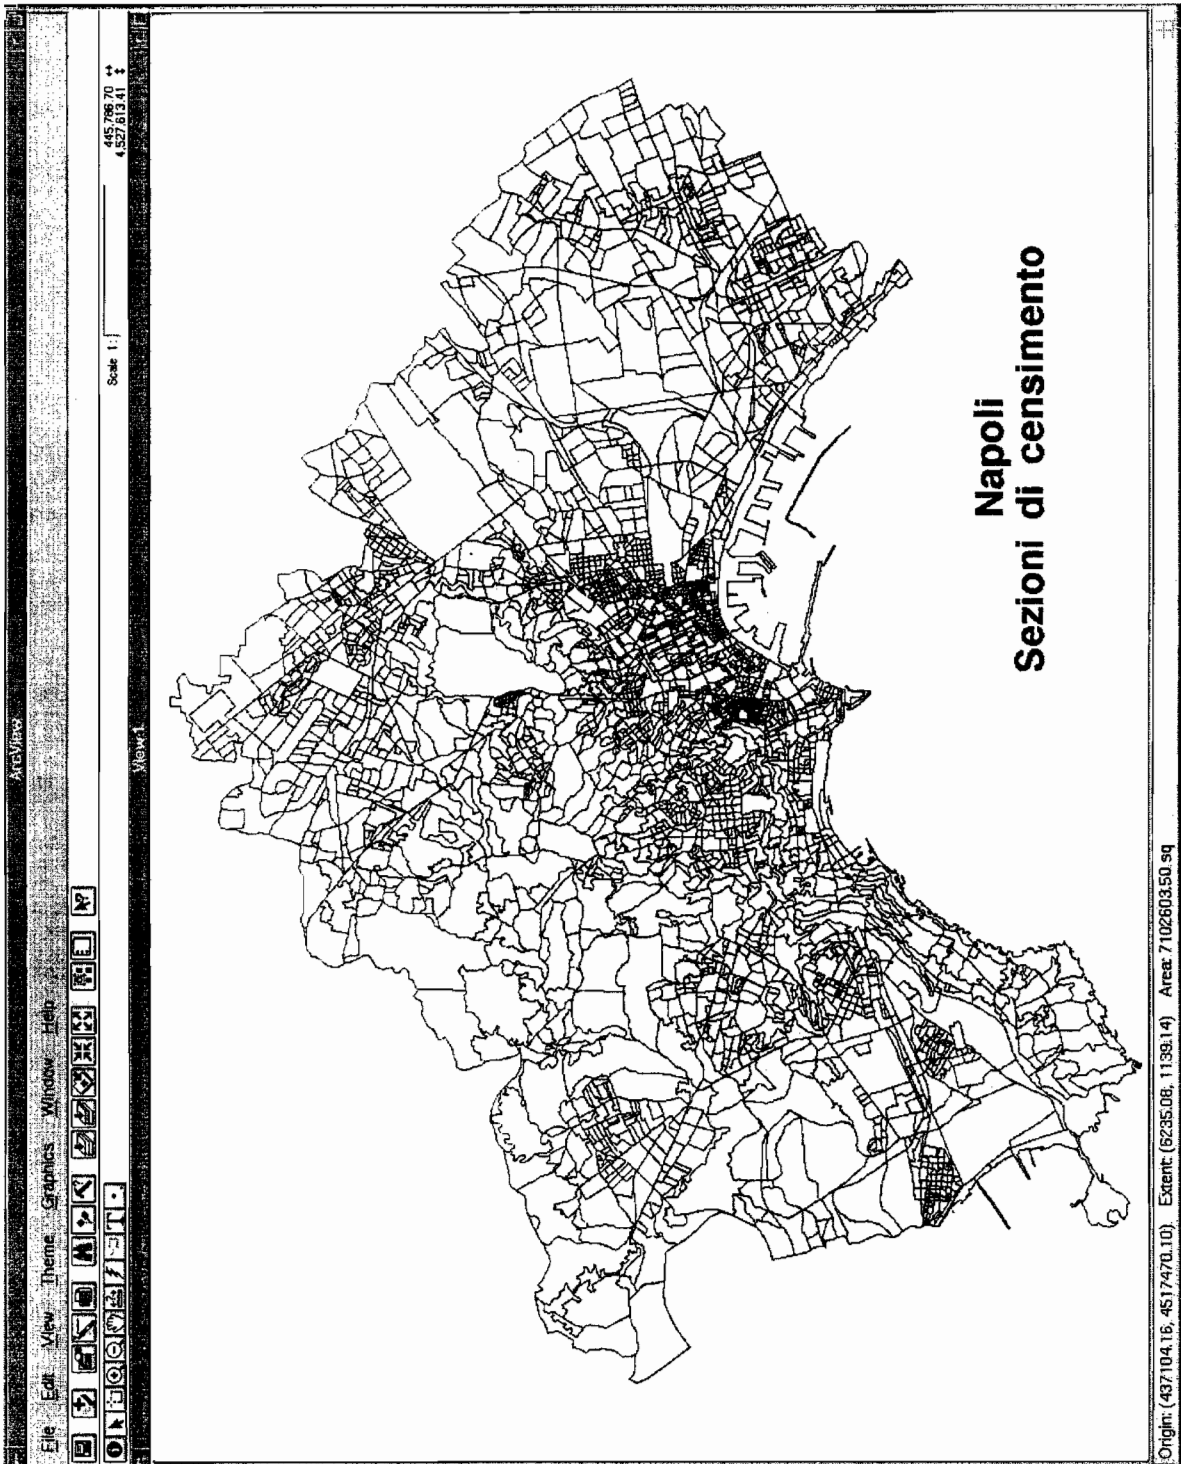 ArcView
File Edit View Theme Graphics Window Help
Scale 1:
445,786.70
4,527,613.41
View1
Napoli
Sezioni di censimento
Origin: (437104.16, 4517470.10) Extent: (6235.08, 1139.14) Area: 7102603.50 sq